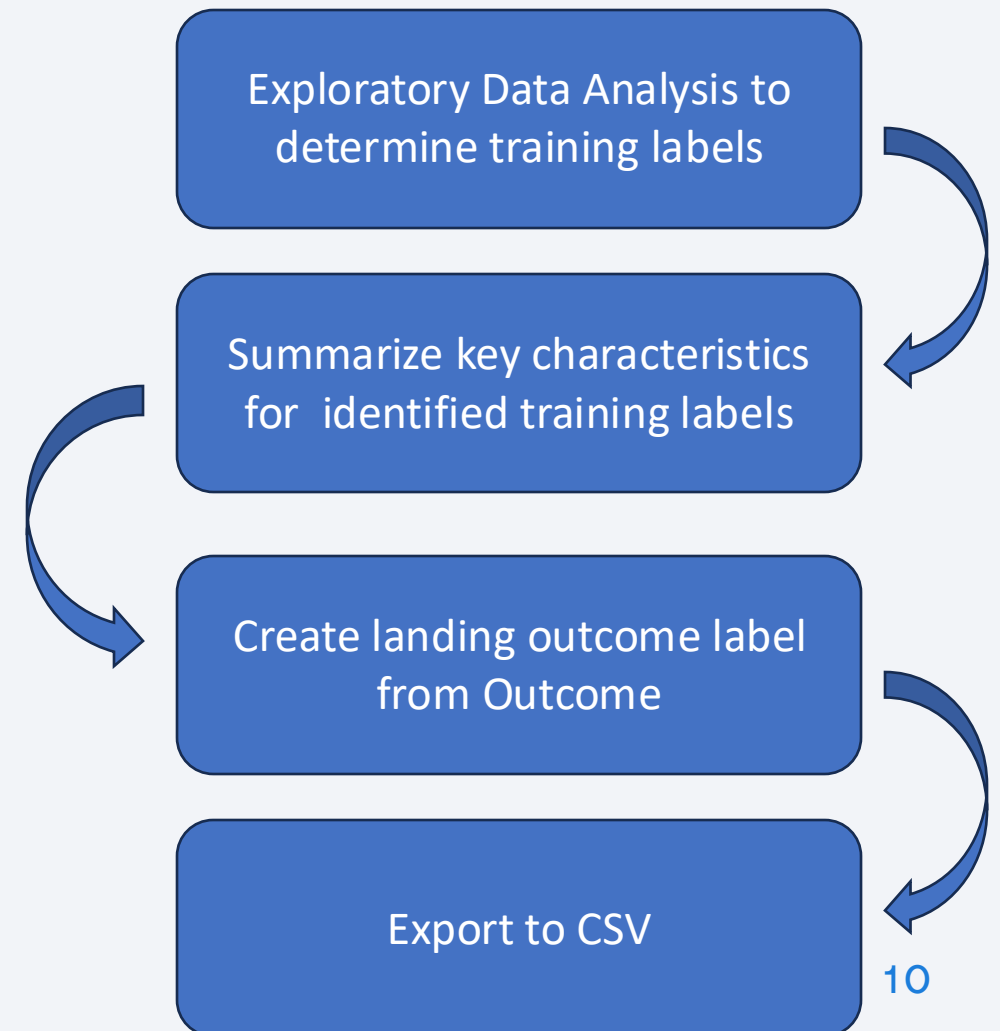 Exploratory Data Analysis to
determine training labels
Summarize key characteristics
for  identified training labels
Create landing outcome label
from Outcome
Export to CSV
10